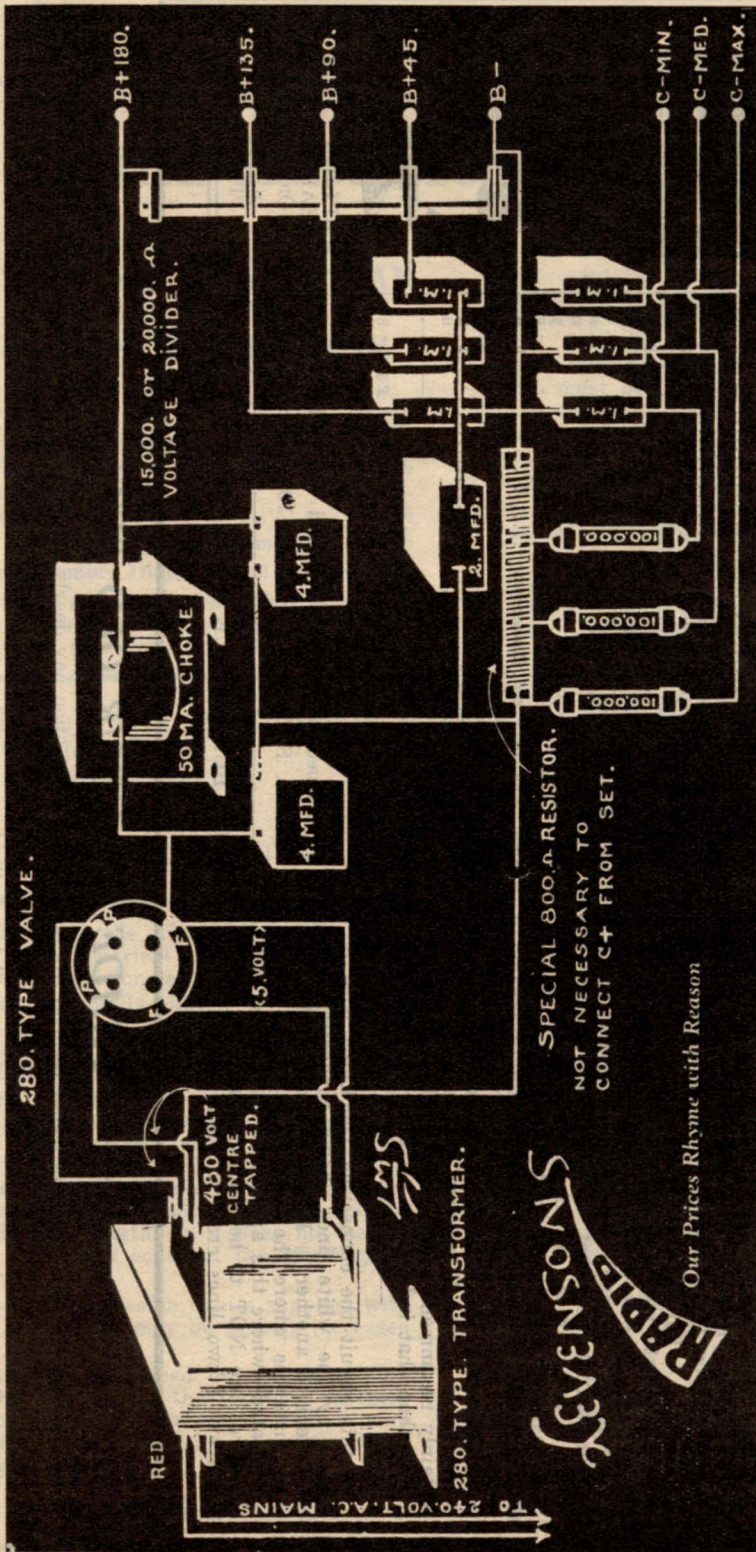 280. TYPE VALVE.
RED
TO 240. VOLT. A.C. MAINS
280. TYPE. TRANSFORMER.
480 VOLT
CENTRE
TAPPED.
P
P
F
F
<5. VOLT>
50 MA. CHOKE
4. MFD.
4. MFD.
2. MFD.
15,000. or 20,000. Ω
VOLTAGE DIVIDER.
B+180.
B+135.
B+90.
B+45.
B-
C-MIN.
C-MED.
C-MAX.
1. M.
1. M.
1. M.
1. M.
1. M.
1. M.
100,000.
100,000.
100,000.
SPECIAL 800.Ω RESISTOR.
NOT NECESSARY TO
CONNECT C+ FROM SET.
LEVENSONS
RADIO
Our Prices Rhyme with Reason